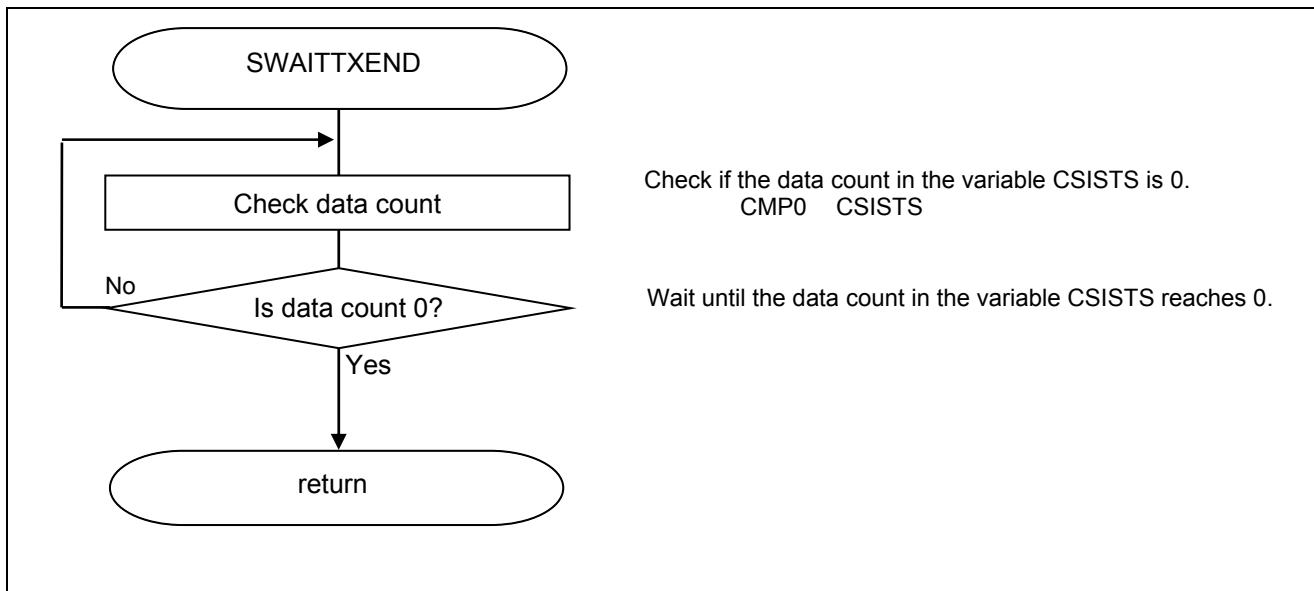 SWAITTXEND
Check data count
Check if the data count in the variable CSISTS is 0.
CMP0 CSISTS
No
Is data count 0?
Wait until the data count in the variable CSISTS reaches 0.
Yes
return